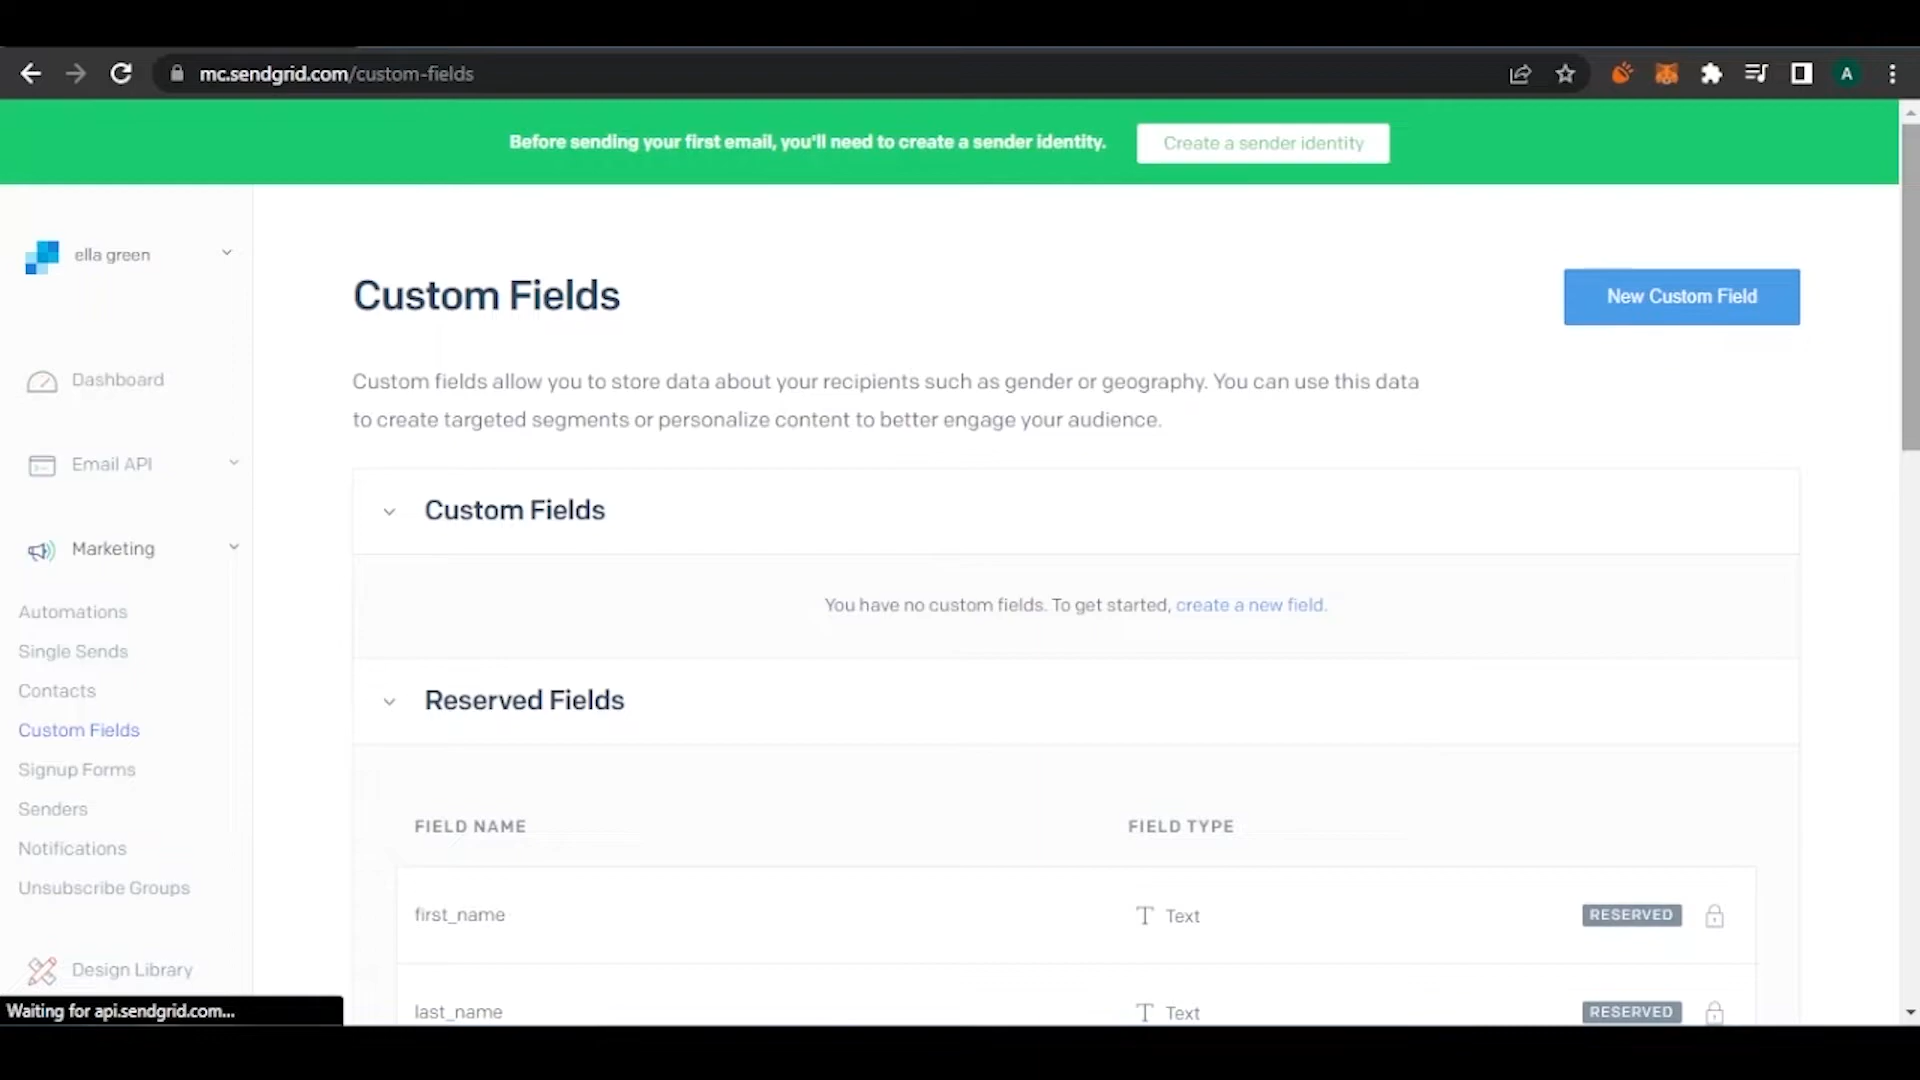 mc.sendgrid.com/custom-fields
A
Before sending your first email, you'll need to create a sender identity.
Create a sender identity
ella green
Dashboard
Email API
Marketing
Automations
Single Sends
Contacts
Custom Fields
Signup Forms
Senders
Notifications
Unsubscribe Groups
Design Library
Waiting for api.sendgrid.com...
Custom Fields
New Custom Field
Custom fields allow you to store data about your recipients such as gender or geography. You can use this data
to create targeted segments or personalize content to better engage your audience.
Custom Fields
You have no custom fields. To get started, create a new field.
Reserved Fields
FIELD NAME FIELD TYPE
first_name T Text RESERVED
last_name T Text RESERVED